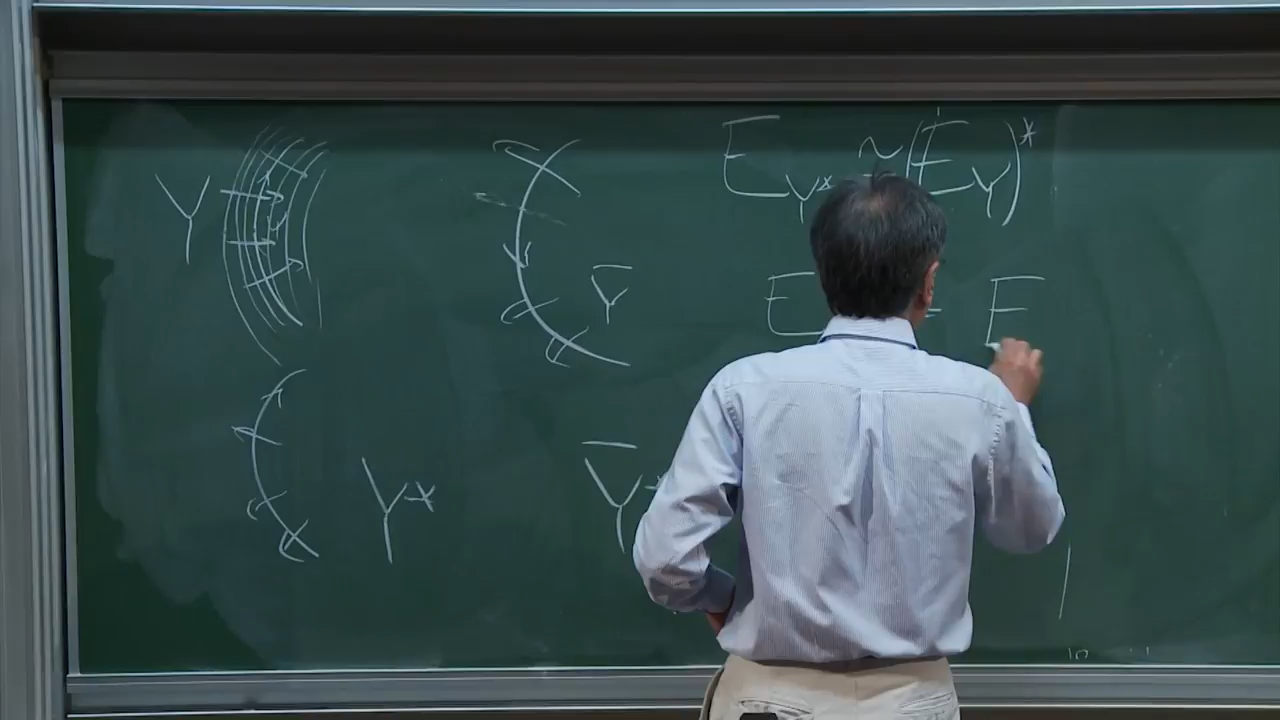 E_{Y*} ≃ (E_Y)*
Y
Ȳ
E = E
Y*
Ȳ*